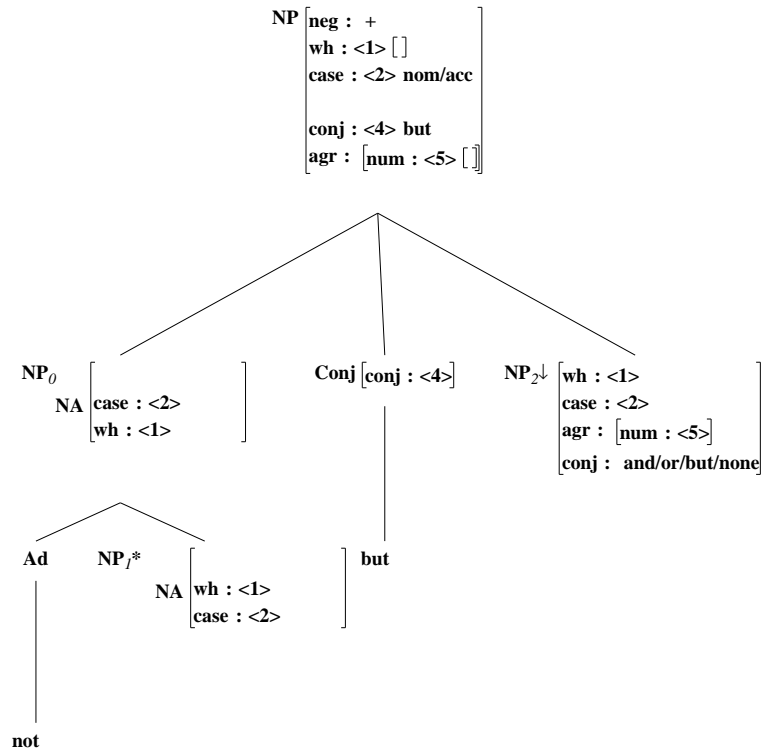 NP neg : +
wh : <1> []
case : <2> nom/acc
conj : <4> but
agr : [num : <5> []]
NP0 Conj [conj : <4>] NP2↓ wh : <1>
NA case : <2> case : <2>
wh : <1> agr : [num : <5>]
conj : and/or/but/none
Ad NP1* but
NA wh : <1>
case : <2>
not